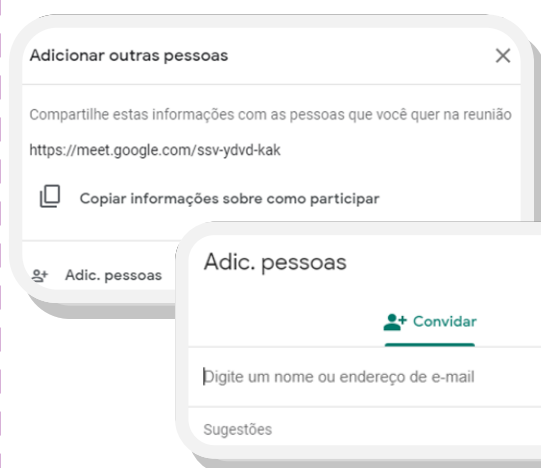 Adicionar outras pessoas
Compartilhe estas informações com as pessoas que você quer na reunião
https://meet.google.com/ssv-ydvd-kak
Copiar informações sobre como participar
Adic. pessoas
Adic. pessoas
Convidar
Digite um nome ou endereço de e-mail
Sugestões